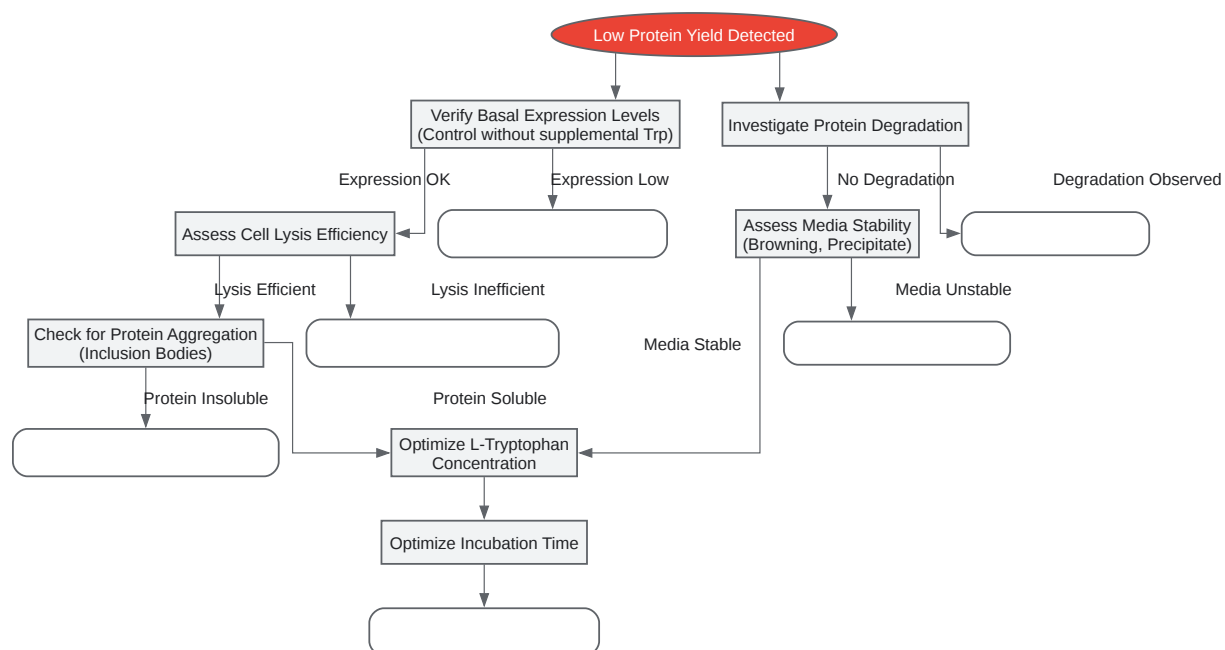 Low Protein Yield Detected
Verify Basal Expression Levels
(Control without supplemental Trp)
Investigate Protein Degradation
Expression OK
Expression Low
No Degradation
Degradation Observed
Assess Cell Lysis Efficiency
Assess Media Stability
(Browning, Precipitate)
Lysis Efficient
Lysis Inefficient
Media Unstable
Check for Protein Aggregation
(Inclusion Bodies)
Media Stable
Protein Insoluble
Protein Soluble
Optimize L-Tryptophan
Concentration
Optimize Incubation Time